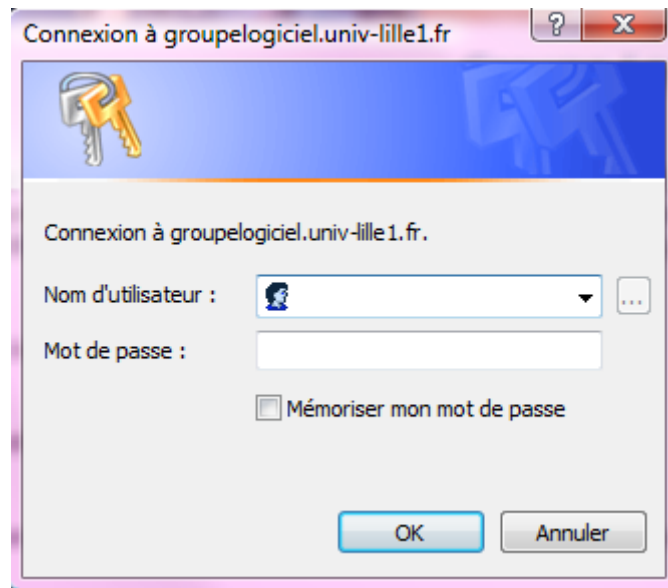 Connexion à groupelogiciel.univ-lille1.fr
?
X
Connexion à groupelogiciel.univ-lille1.fr.
Nom d'utilisateur :
...
Mot de passe :
Mémoriser mon mot de passe
OK Annuler